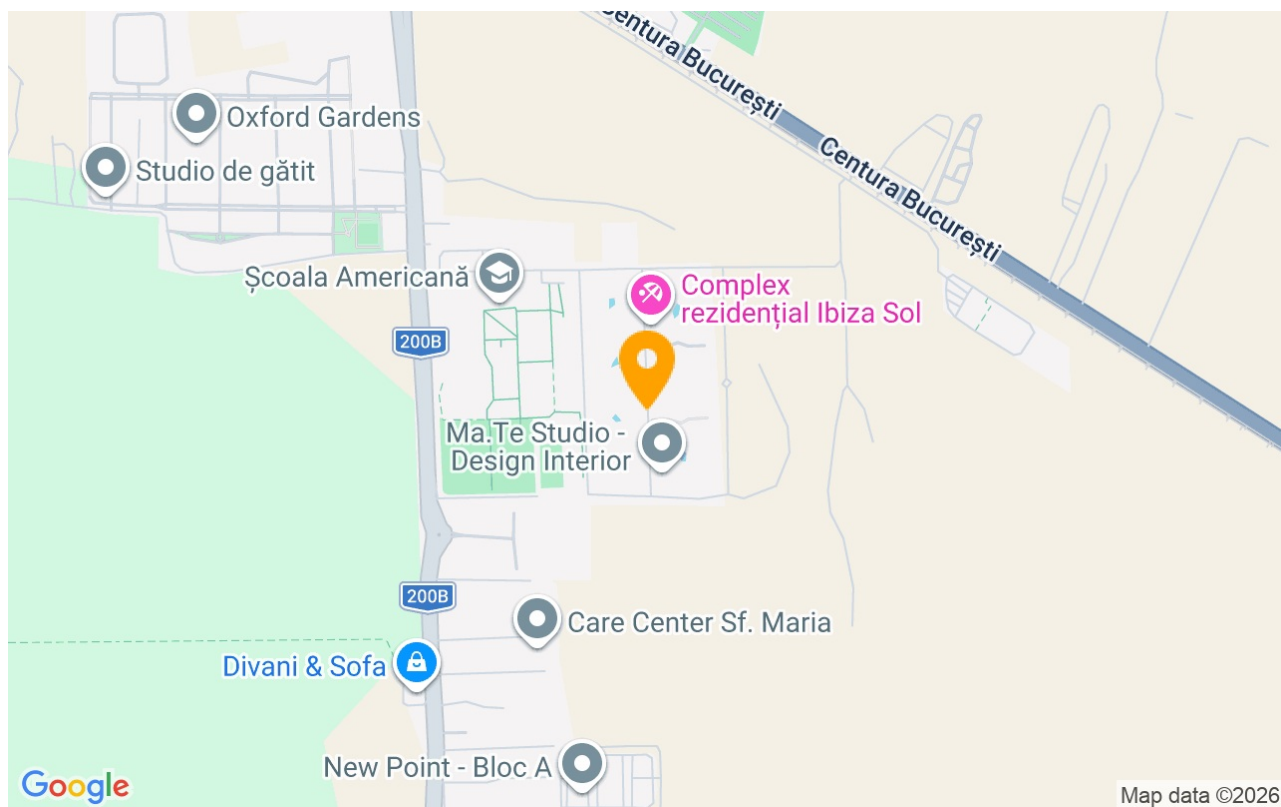 Centura București
Centura București
Oxford Gardens
Studio de gătit
Școala Americană
Complex
rezidențial Ibiza Sol
200B
Ma.Te Studio -
Design Interior
200B
Care Center Sf. Maria
Divani & Sofa
New Point - Bloc A
Google
Map data ©2026